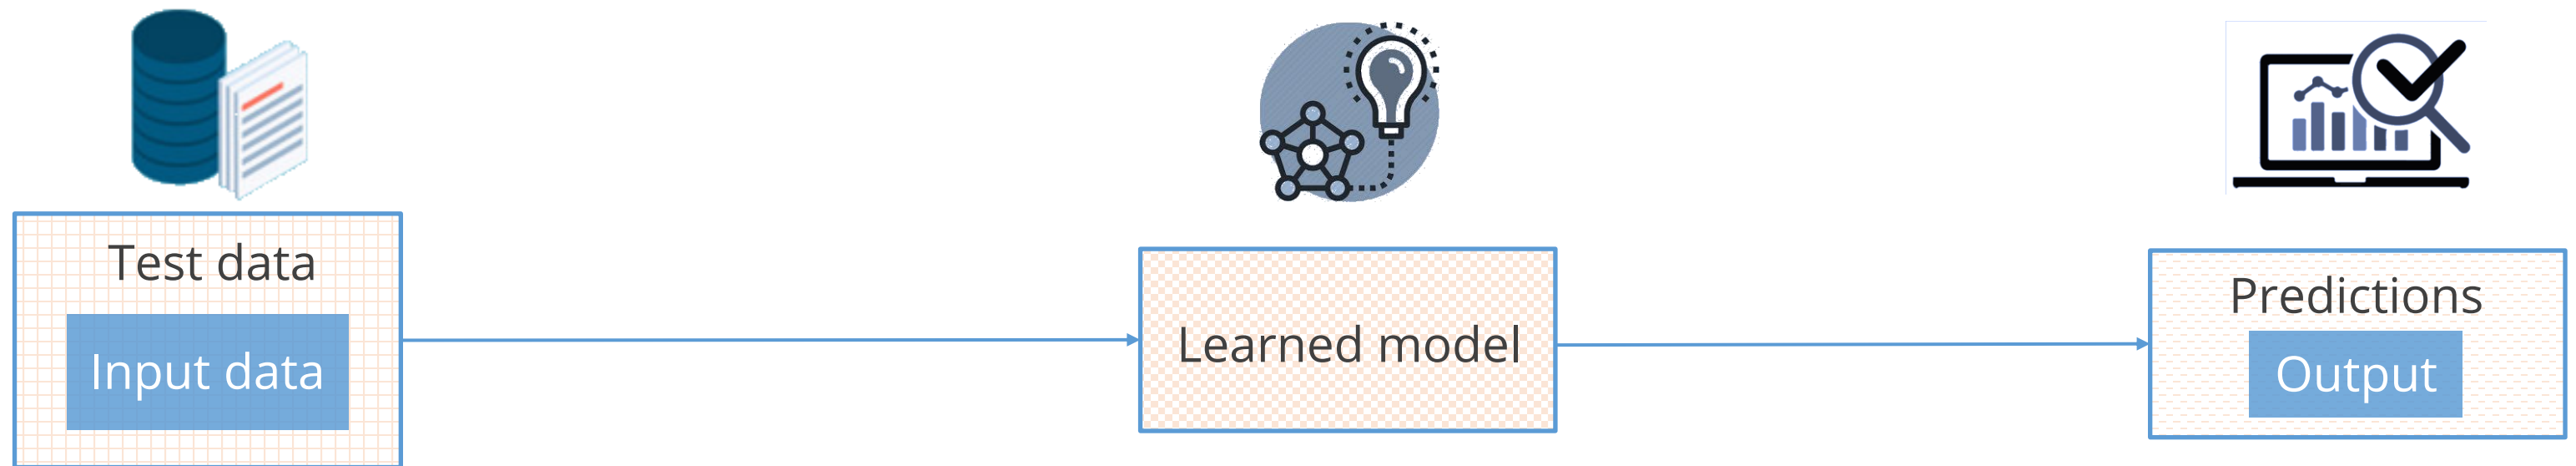 Test data
Input data
Learned model
Predictions
Output